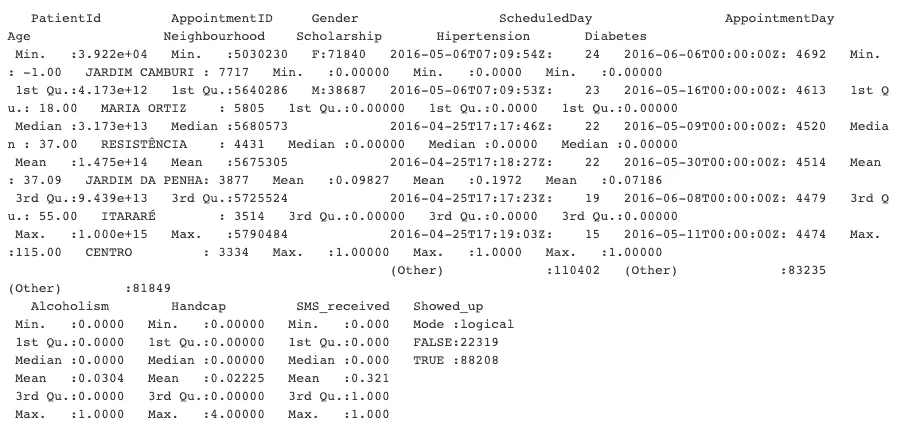 PatientId AppointmentID Gender ScheduledDay AppointmentDay
Age Neighbourhood Scholarship Hipertension Diabetes
Min. :3.922e+04 Min. :5030230 F:71840 2016-05-06T07:09:54Z: 24 2016-06-06T00:00:00Z: 4692 Min.
: -1.00 JARDIM CAMBURI : 7717 Min. :0.00000 Min. :0.0000 Min. :0.00000
1st Qu.:4.173e+12 1st Qu.:5640286 M:38687 2016-05-06T07:09:53Z: 23 2016-05-16T00:00:00Z: 4613 1st Q
u.: 18.00 MARIA ORTIZ : 5805 1st Qu.:0.00000 1st Qu.:0.0000 1st Qu.:0.00000
Median :3.173e+13 Median :5680573 2016-04-25T17:17:46Z: 22 2016-05-09T00:00:00Z: 4520 Media
n : 37.00 RESISTÊNCIA : 4431 Median :0.00000 Median :0.0000 Median :0.00000
Mean :1.475e+14 Mean :5675305 2016-04-25T17:18:27Z: 22 2016-05-30T00:00:00Z: 4514 Mean
: 37.09 JARDIM DA PENHA: 3877 Mean :0.09827 Mean :0.1972 Mean :0.07186
3rd Qu.:9.439e+13 3rd Qu.:5725524 2016-04-25T17:17:23Z: 19 2016-06-08T00:00:00Z: 4479 3rd Q
u.: 55.00 ITARARÉ : 3514 3rd Qu.:0.00000 3rd Qu.:0.0000 3rd Qu.:0.00000
Max. :1.000e+15 Max. :5790484 2016-04-25T17:19:03Z: 15 2016-05-11T00:00:00Z: 4474 Max.
:115.00 CENTRO : 3334 Max. :1.00000 Max. :1.0000 Max. :1.00000
(Other) :110402 (Other) :83235
(Other) :81849
Alcoholism Handcap SMS_received Showed_up
Min. :0.0000 Min. :0.00000 Min. :0.000 Mode :logical
1st Qu.:0.0000 1st Qu.:0.00000 1st Qu.:0.000 FALSE:22319
Median :0.0000 Median :0.00000 Median :0.000 TRUE :88208
Mean :0.0304 Mean :0.02225 Mean :0.321
3rd Qu.:0.0000 3rd Qu.:0.00000 3rd Qu.:1.000
Max. :1.0000 Max. :4.00000 Max. :1.000